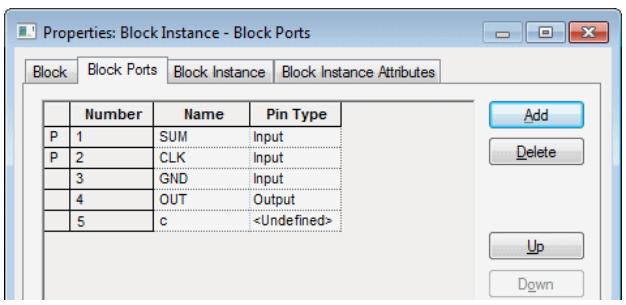 Properties: Block Instance - Block Ports
Block Block Ports Block Instance Block Instance Attributes
Number Name Pin Type
P 1 SUM Input
P 2 CLK Input
3 GND Input
4 OUT Output
5 c <Undefined>
Add
Delete
Up
Down